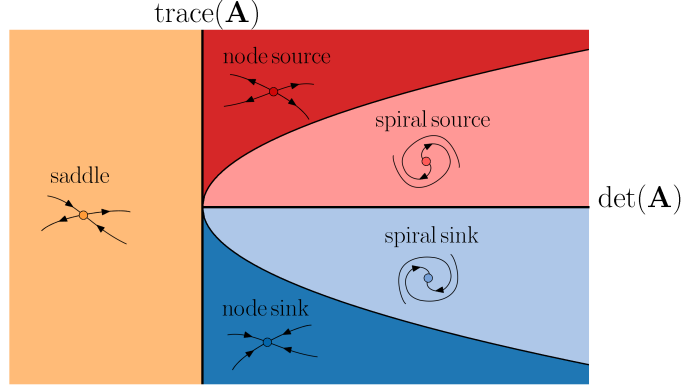 trace(A)
node source
spiral source
saddle
det(A)
spiral sink
node sink